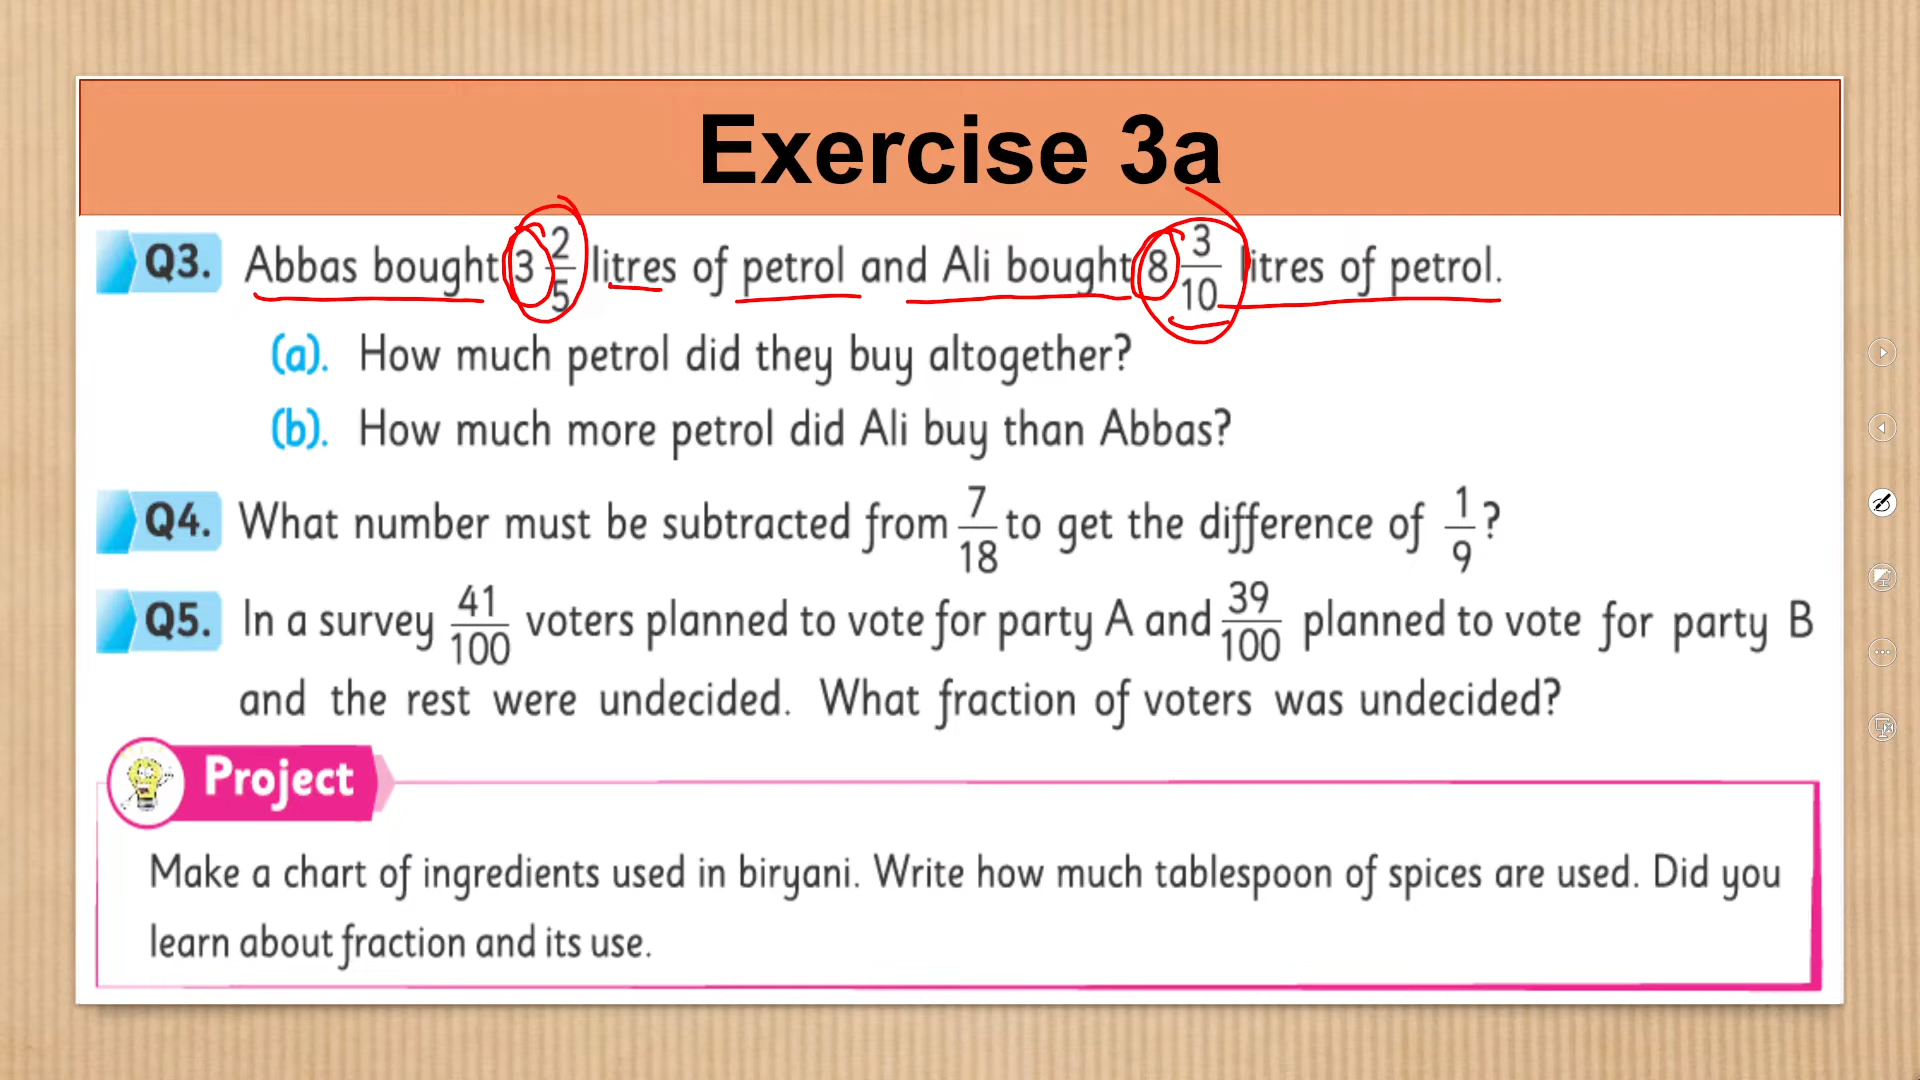 Exercise 3a
Q3. Abbas bought 3 2/5 litres of petrol and Ali bought 8 3/10 litres of petrol.
(a). How much petrol did they buy altogether?
(b). How much more petrol did Ali buy than Abbas?
Q4. What number must be subtracted from 7/18 to get the difference of 1/9?
Q5. In a survey 41/100 voters planned to vote for party A and 39/100 planned to vote for party B
and the rest were undecided. What fraction of voters was undecided?
Project
Make a chart of ingredients used in biryani. Write how much tablespoon of spices are used. Did you
learn about fraction and its use.